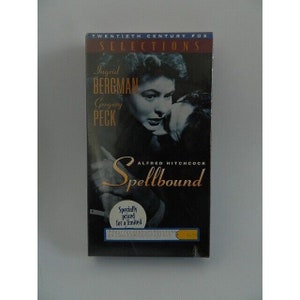 TWENTIETH CENTURY FOX
SELECTIONS
Ingrid
BERGMAN
Gregory
PECK
ALFRED HITCHCOCK
Spellbound
Specially
priced
for a limited